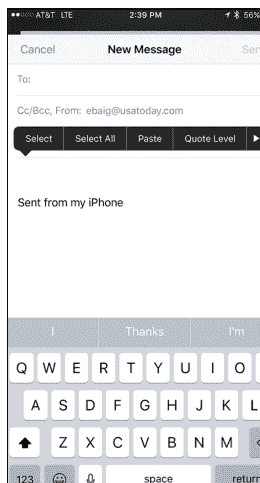 AT&T LTE 2:39 PM 56%
Cancel New Message Sen
To:
Cc/Bcc, From: ebaig@usatoday.com
Select Select All Paste Quote Level
Sent from my iPhone
I Thanks I'm
Q W E R T Y U I O
A S D F G H J K L
Z X C V B N M
123 space return